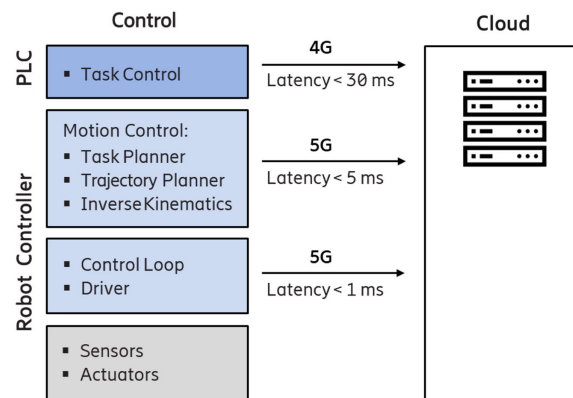 Control
Cloud
PLC
▪ Task Control
4G
Latency < 30 ms
Robot Controller
Motion Control:
▪ Task Planner
▪ Trajectory Planner
▪ Inverse Kinematics
5G
Latency < 5 ms
▪ Control Loop
▪ Driver
5G
Latency < 1 ms
▪ Sensors
▪ Actuators